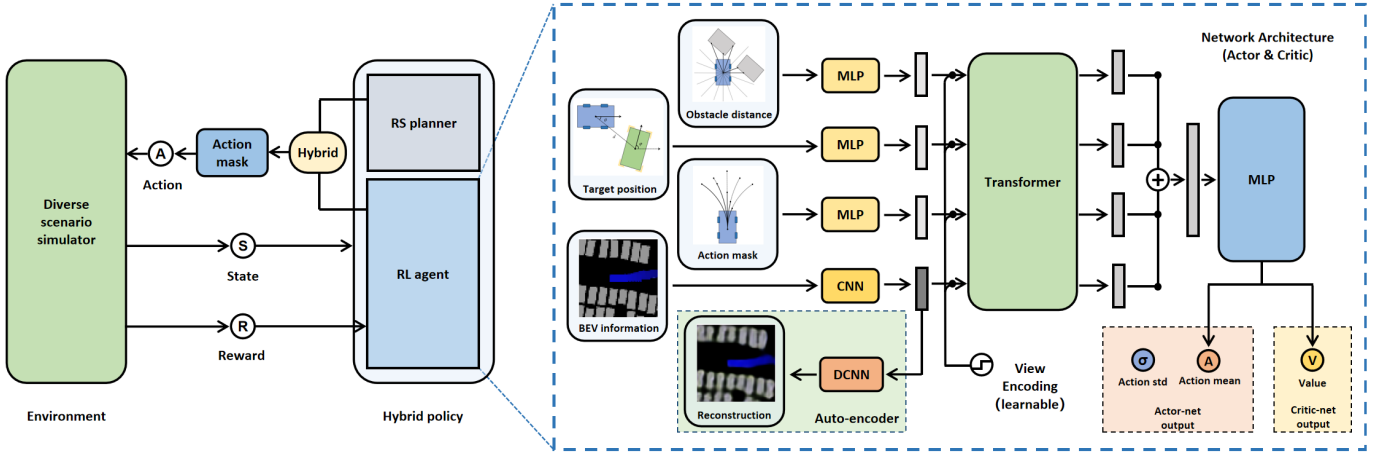 Diverse
scenario
simulator
Environment
A
Action
Action
mask
Hybrid
RS planner
RL agent
S
State
R
Reward
Hybrid policy
Obstacle distance
Target position
Action mask
BEV information
MLP
MLP
MLP
CNN
Reconstruction
DCNN
Auto-encoder
Transformer
View
Encoding
(learnable)
Network Architecture
(Actor & Critic)
MLP
σ
Action std
A
Action mean
Actor-net
output
V
Value
Critic-net
output